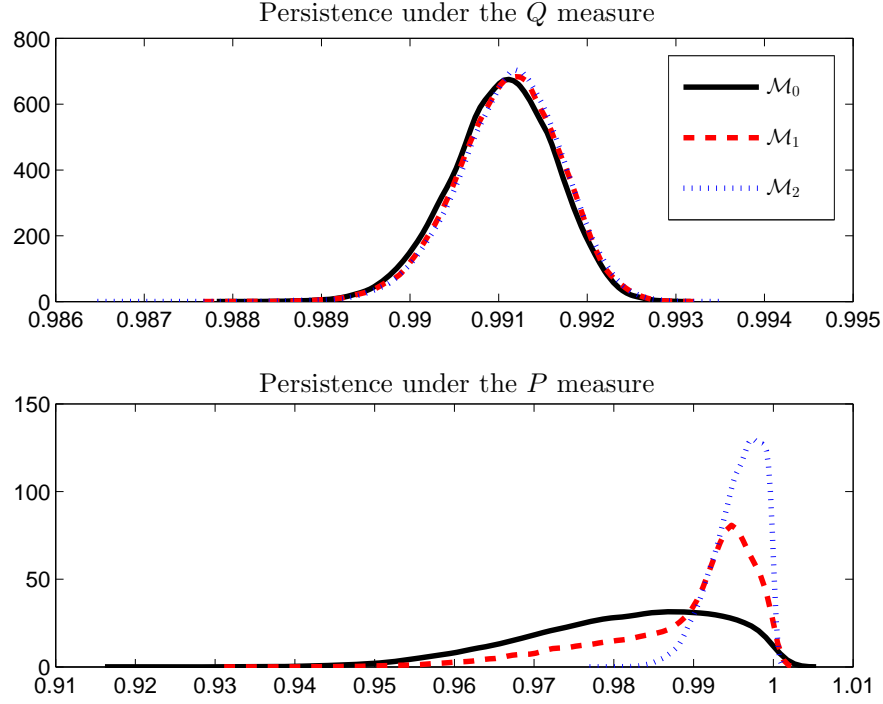 Persistence under the Q measure
800
600
400
200
0
0.986 0.987 0.988 0.989 0.99 0.991 0.992 0.993 0.994 0.995
M₀
M₁
M₂
Persistence under the P measure
150
100
50
0
0.91 0.92 0.93 0.94 0.95 0.96 0.97 0.98 0.99 1 1.01